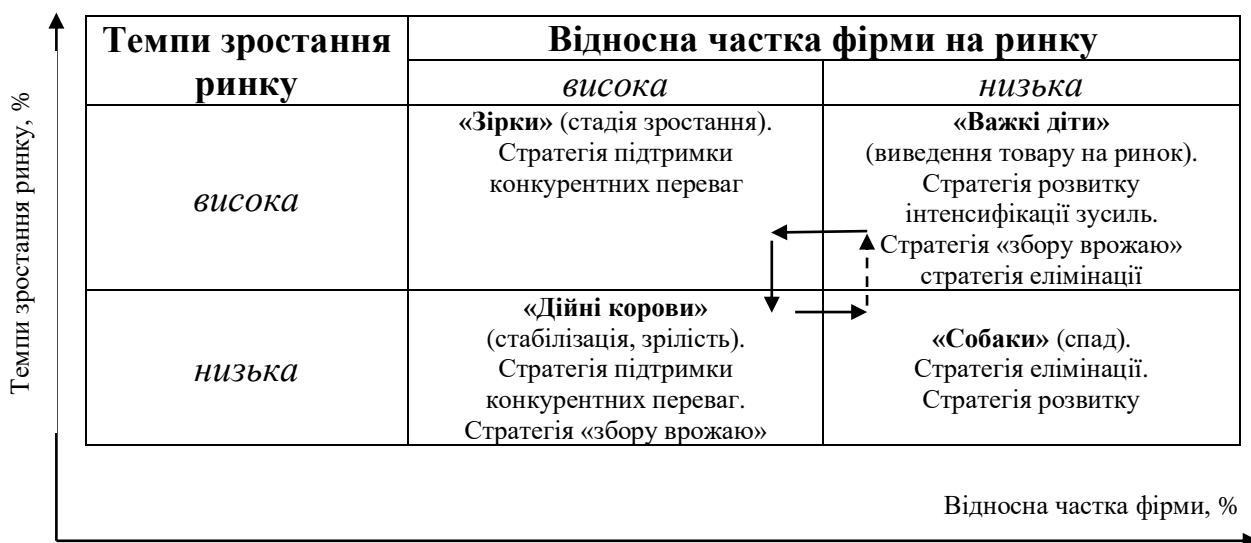 Темпи зростання ринку, %
Темпи зростання
ринку
Відносна частка фірми на ринку
висока
низька
висока
«Зірки» (стадія зростання).
Стратегія підтримки
конкурентних переваг
«Важкі діти»
(виведення товару на ринок).
Стратегія розвитку
інтенсифікації зусиль.
Стратегія «збору врожаю»
стратегія елімінації
низька
«Дійні корови»
(стабілізація, зрілість).
Стратегія підтримки
конкурентних переваг.
Стратегія «збору врожаю»
«Собаки» (спад).
Стратегія елімінації.
Стратегія розвитку
Відносна частка фірми, %